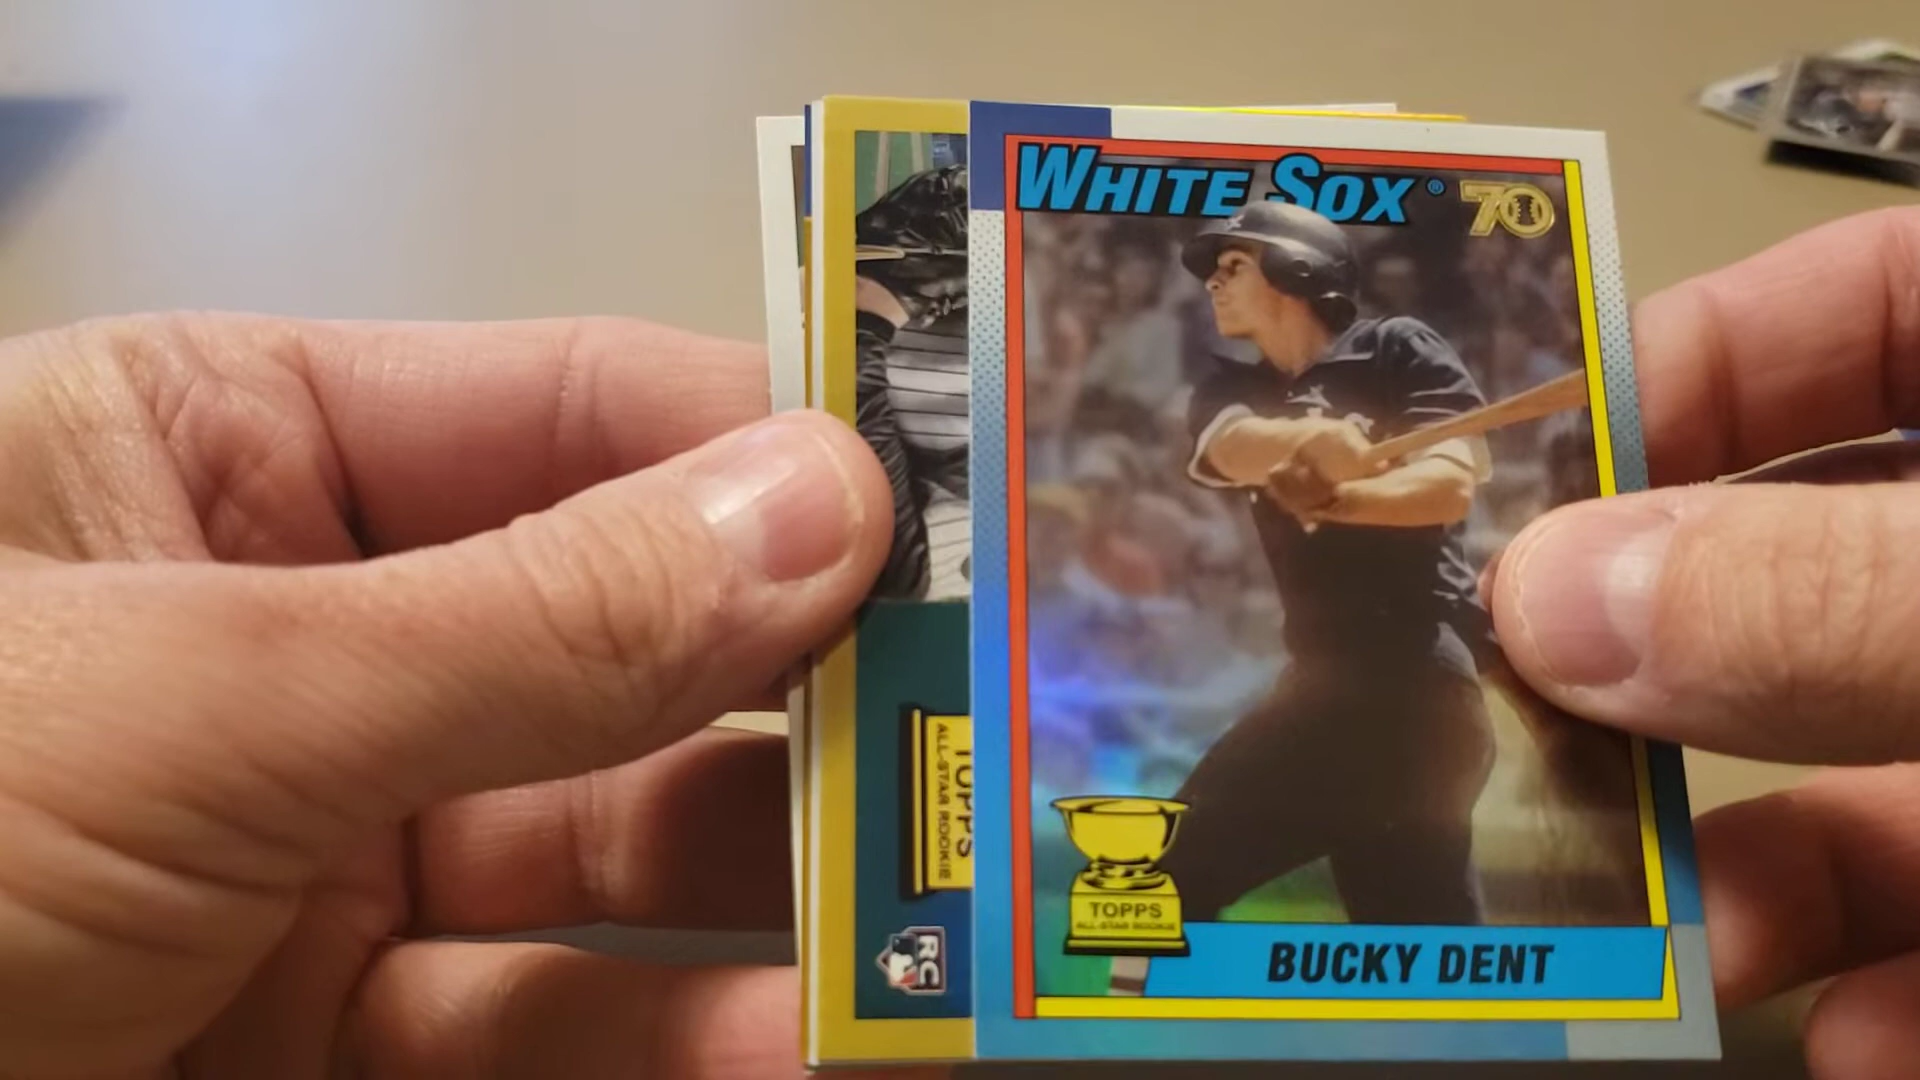 WHITE SOX® 70
TOPPS
ALL-STAR ROOKIE
BUCKY DENT
TOPPS
ALL-STAR ROOKIE
RC